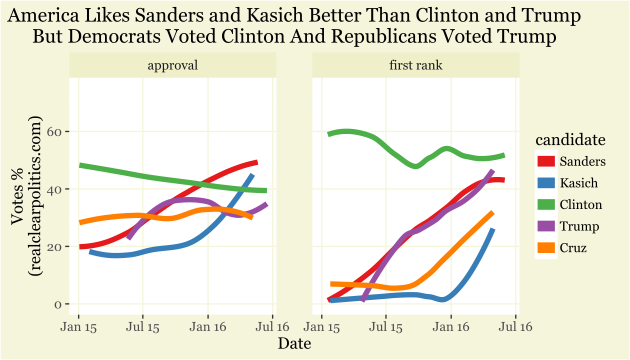 America Likes Sanders and Kasich Better Than Clinton and Trump
But Democrats Voted Clinton And Republicans Voted Trump
approval
first rank
Votes %
(realclearpolitics.com)
60
40
20
0
Jan 15
Jul 15
Jan 16
Jul 16
Jan 15
Jul 15
Jan 16
Jul 16
Date
candidate
Sanders
Kasich
Clinton
Trump
Cruz